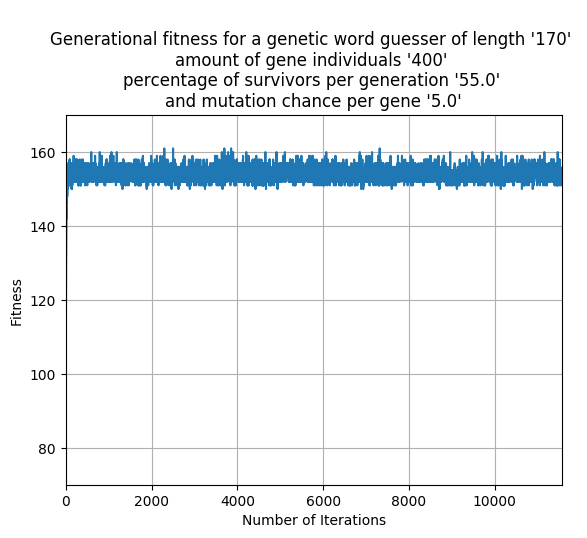 Generational fitness for a genetic word guesser of length '170'
amount of gene individuals '400'
percentage of survivors per generation '55.0'
and mutation chance per gene '5.0'
160
140
120
100
80
Fitness
0 2000 4000 6000 8000 10000
Number of Iterations